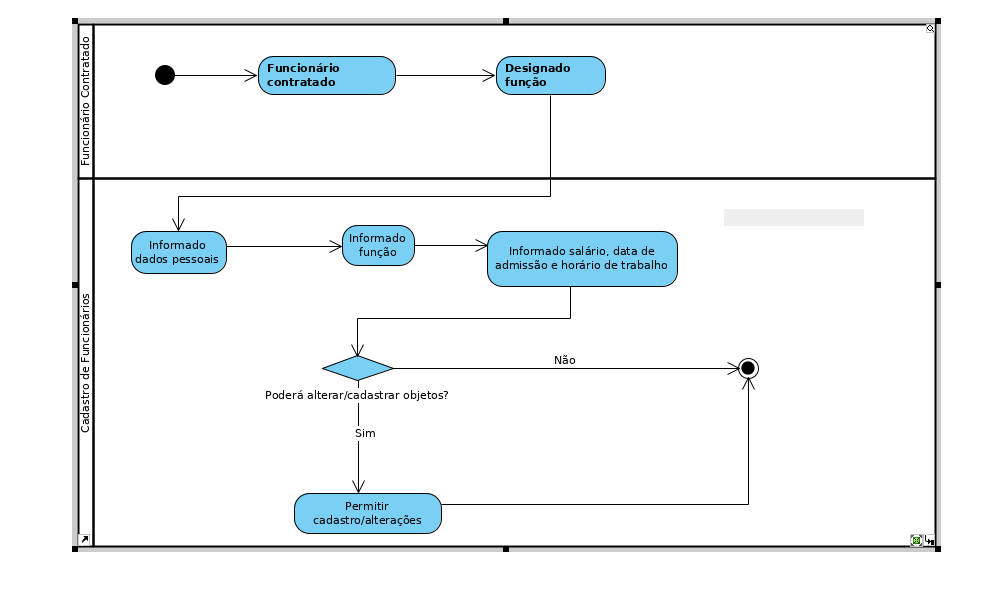 Funcionário Contratado
Funcionário
contratado
Designado
função
Cadastro de Funcionários
Informado
dados pessoais
Informado
função
Informado salário, data de
admissão e horário de trabalho
Não
Poderá alterar/cadastrar objetos?
Sim
Permitir
cadastro/alterações